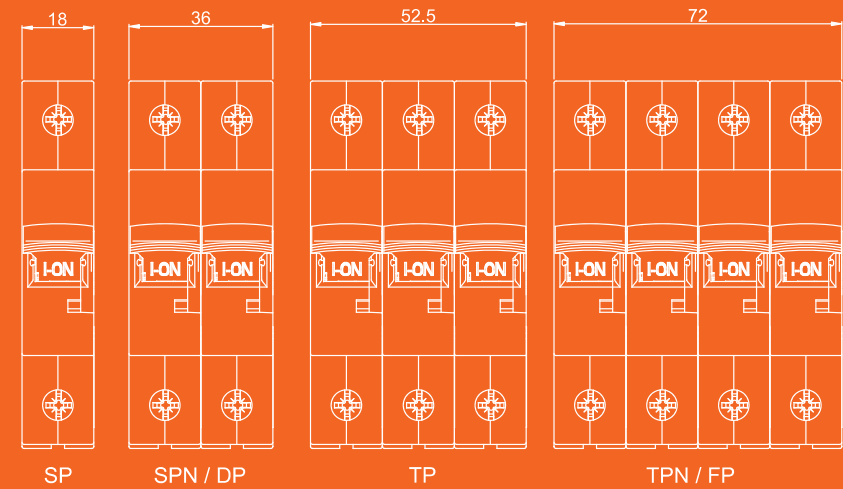 18 36 52.5 72
I-ON I-ON I-ON I-ON I-ON I-ON I-ON I-ON I-ON I-ON
SP SPN / DP TP TPN / FP